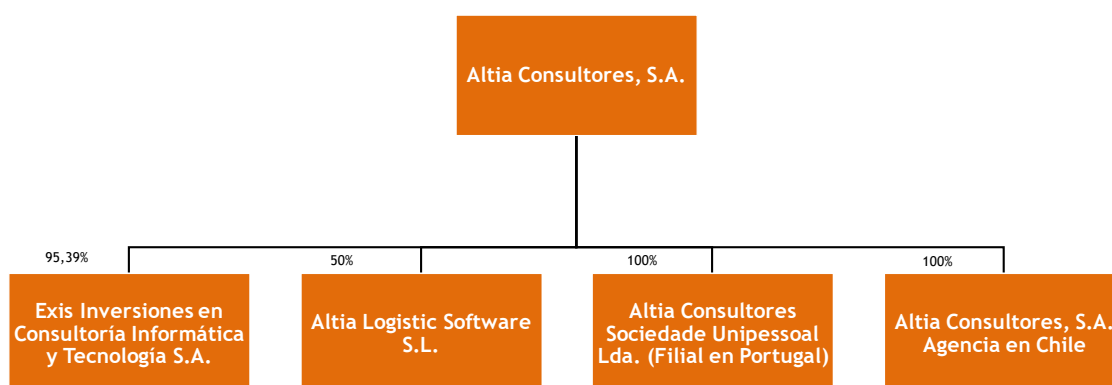 Altia Consultores, S.A.
95,39%
50%
100%
100%
Exis Inversiones en
Consultoría Informática
y Tecnología S.A.
Altia Logistic Software
S.L.
Altia Consultores
Sociedade Unipessoal
Lda. (Filial en Portugal)
Altia Consultores, S.A.
Agencia en Chile